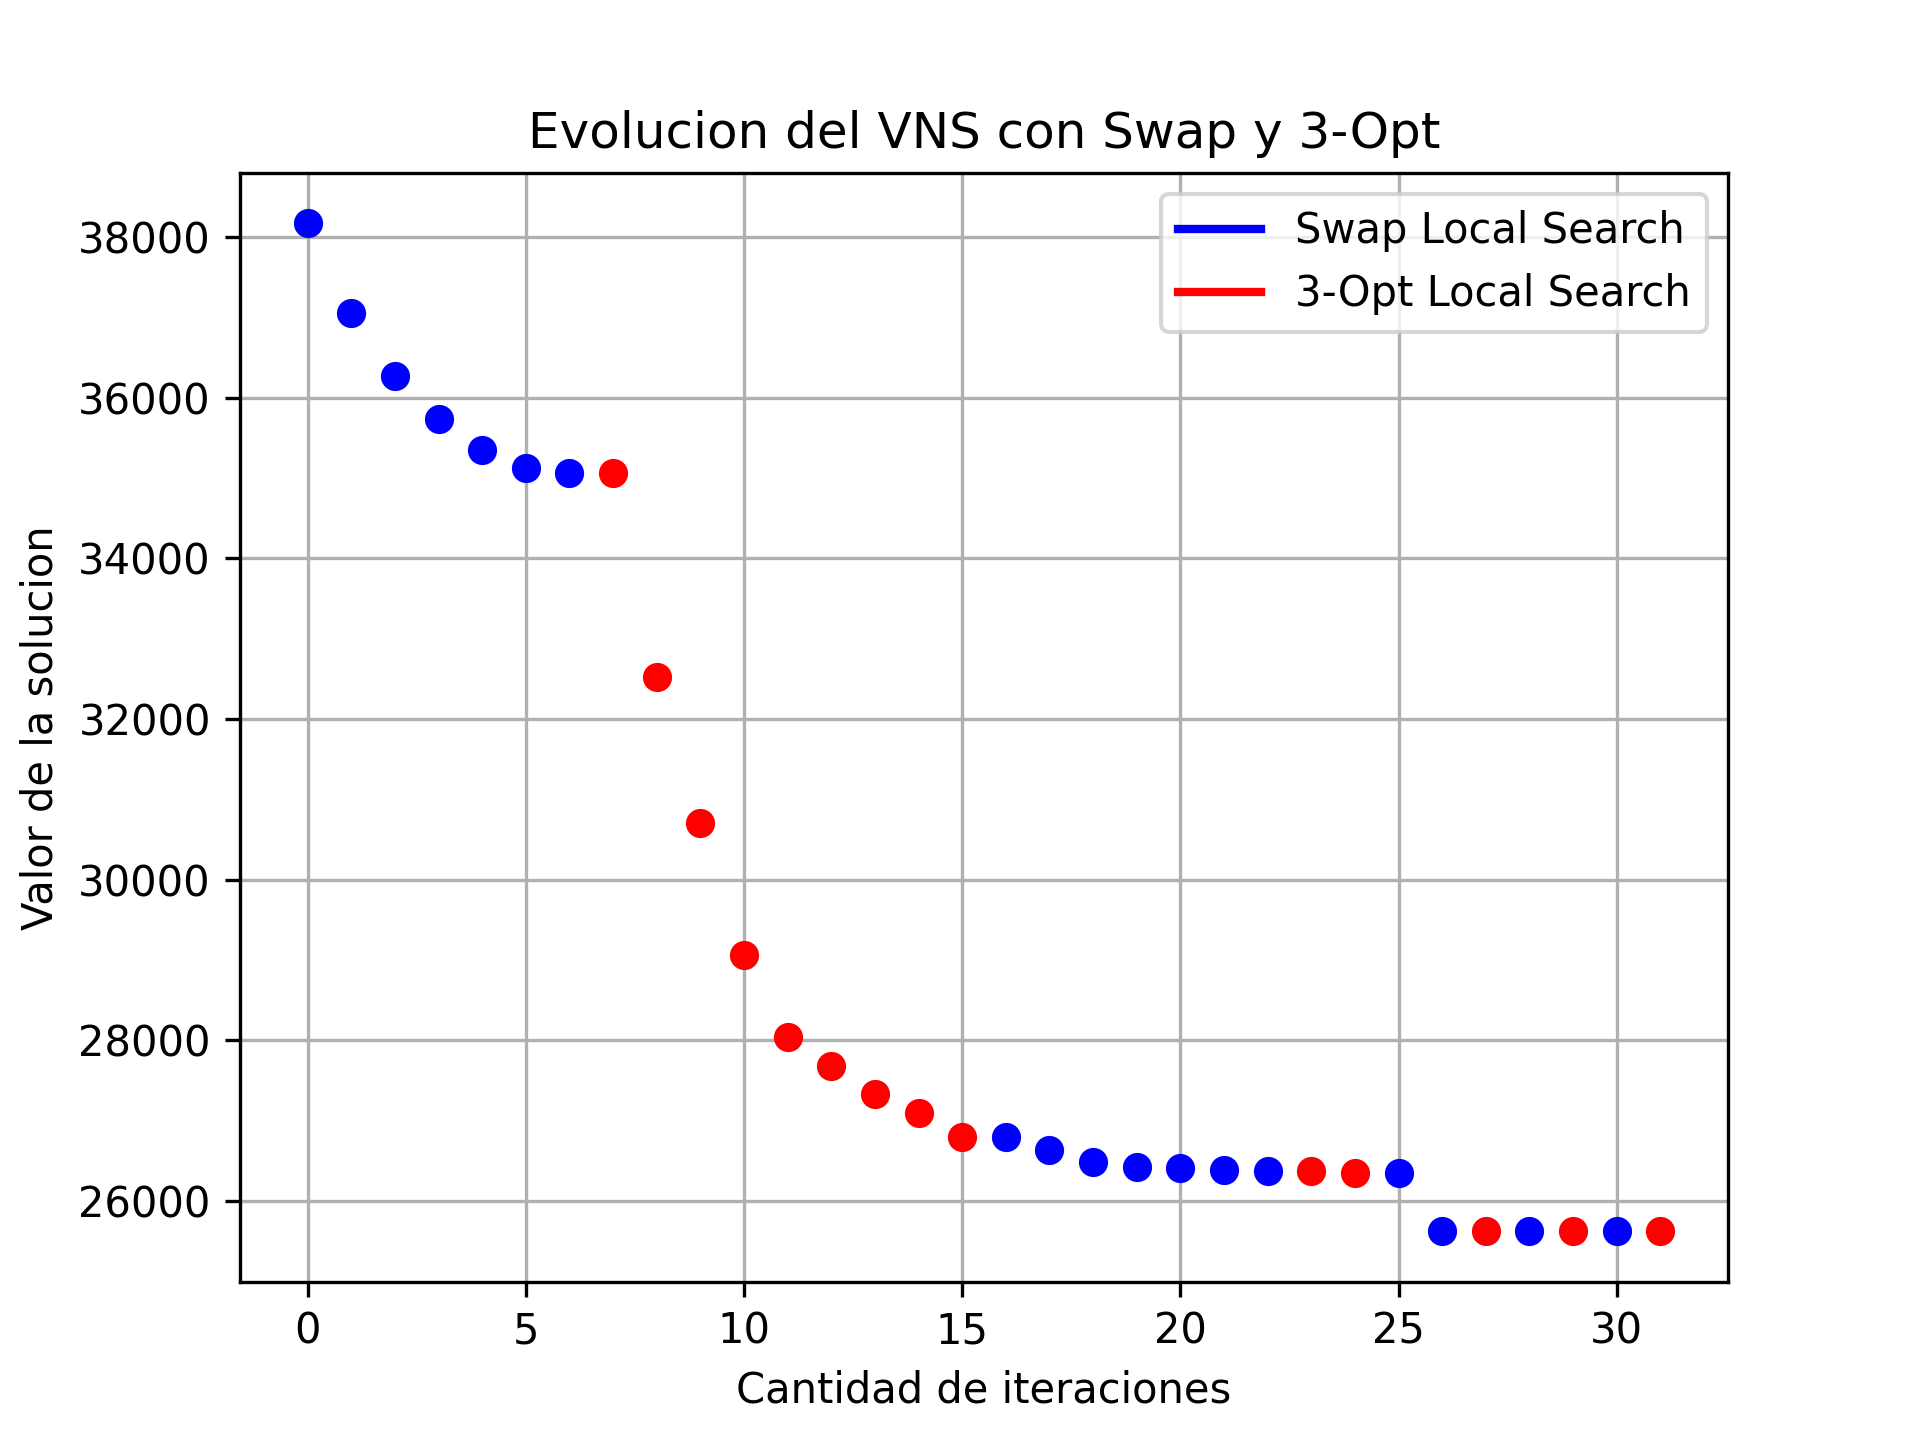 Evolucion del VNS con Swap y 3-Opt
Swap Local Search
3-Opt Local Search
Valor de la solucion
38000
36000
34000
32000
30000
28000
26000
0 5 10 15 20 25 30
Cantidad de iteraciones